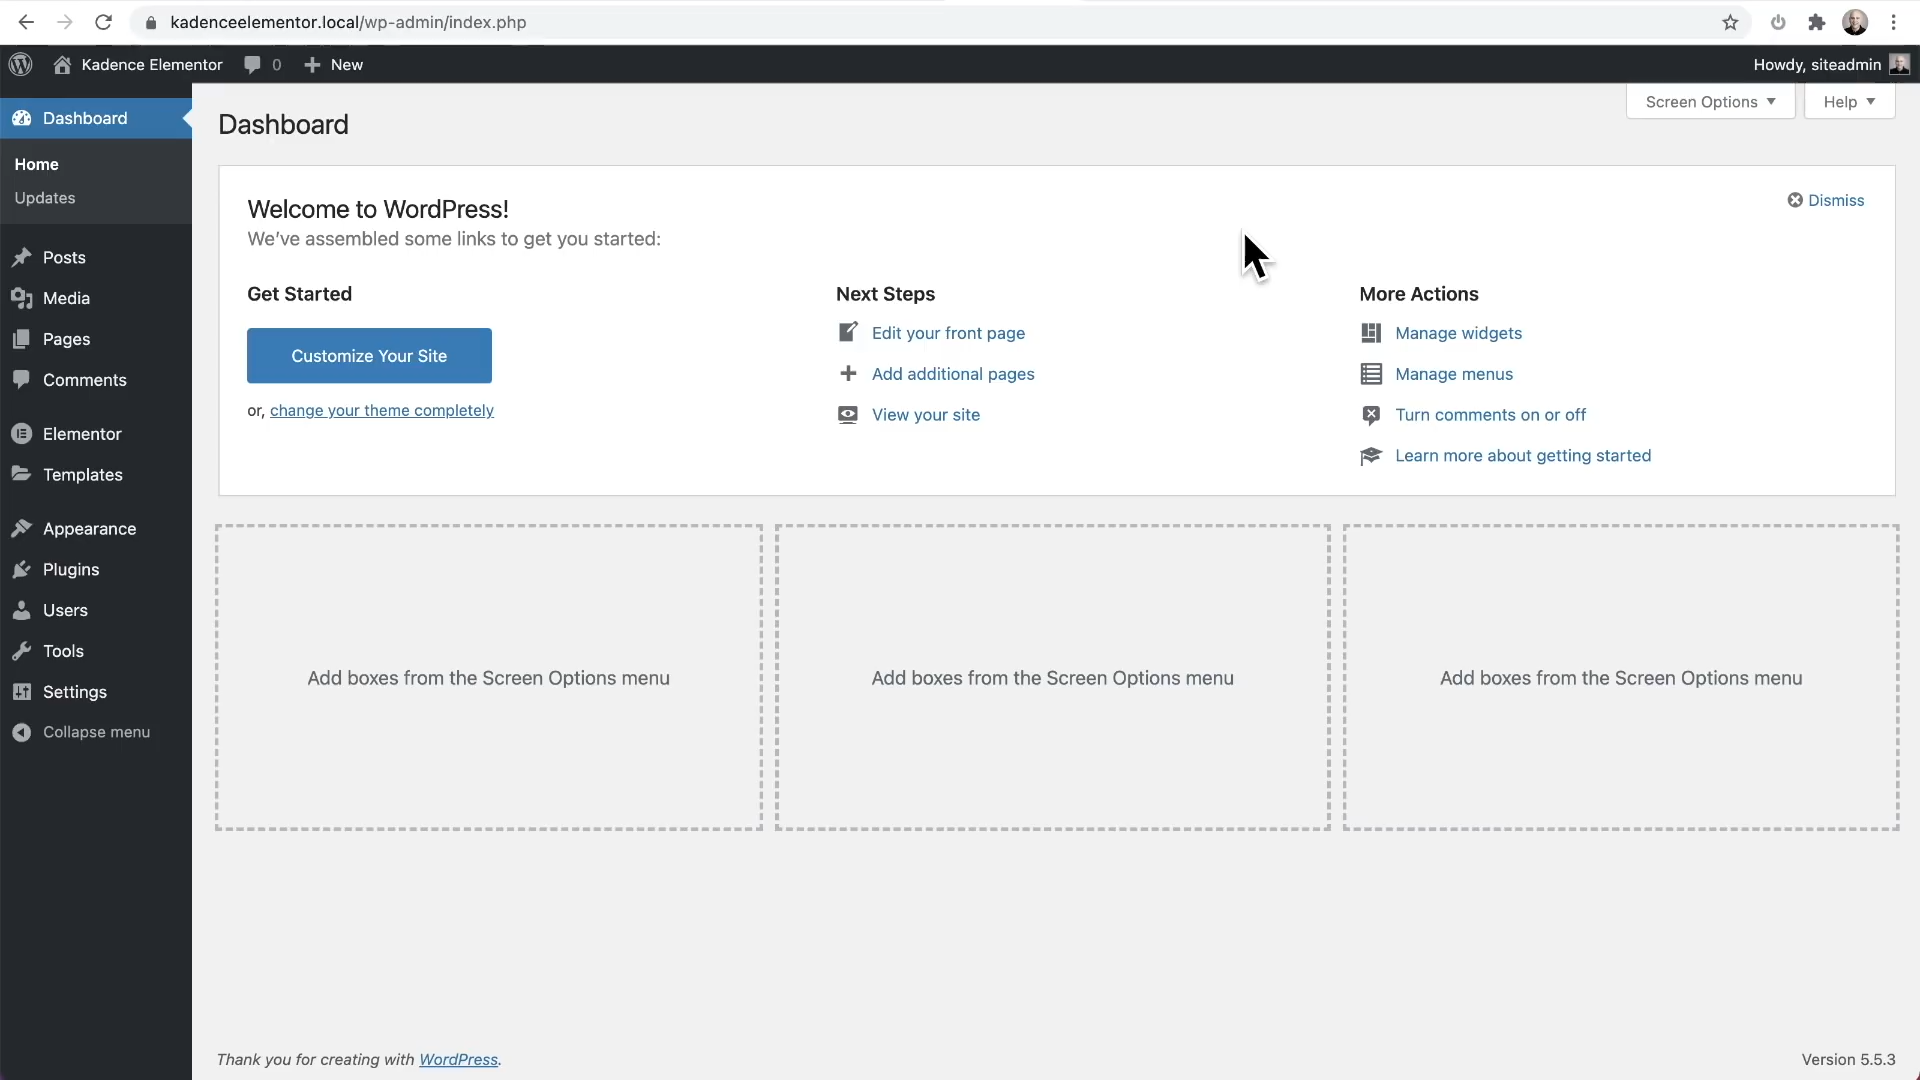 kadenceelementor.local/wp-admin/index.php
Kadence Elementor 0 New
Howdy, siteadmin
Dashboard
Home
Updates
Posts
Media
Pages
Comments
Elementor
Templates
Appearance
Plugins
Users
Tools
Settings
Collapse menu
Screen Options
Help
Dashboard
Welcome to WordPress!
We've assembled some links to get you started:
Dismiss
Get Started
Customize Your Site
or, change your theme completely
Next Steps
Edit your front page
Add additional pages
View your site
More Actions
Manage widgets
Manage menus
Turn comments on or off
Learn more about getting started
Add boxes from the Screen Options menu
Add boxes from the Screen Options menu
Add boxes from the Screen Options menu
Thank you for creating with WordPress.
Version 5.5.3